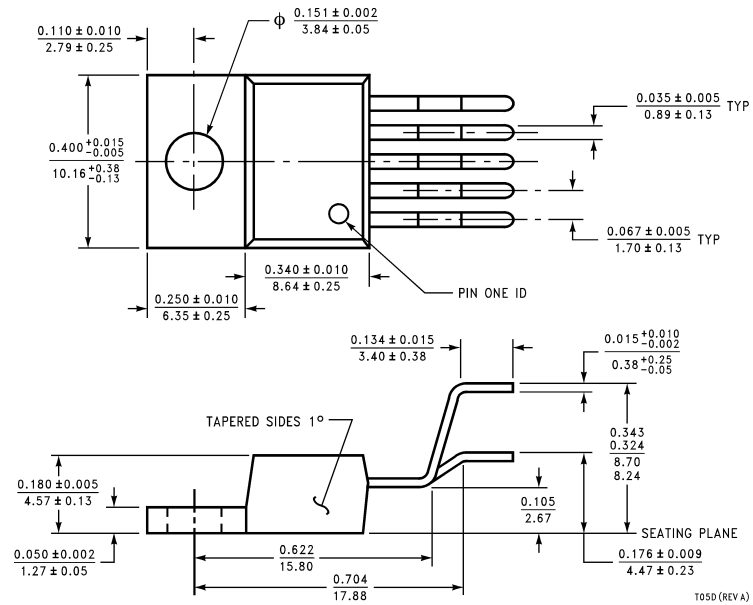 0.110 ± 0.010
2.79 ± 0.25
ϕ 0.151 ± 0.002
3.84 ± 0.05
0.035 ± 0.005
0.89 ± 0.13 TYP
0.400 +0.015 -0.005
10.16 +0.38 -0.13
0.067 ± 0.005
1.70 ± 0.13 TYP
0.340 ± 0.010
8.64 ± 0.25
PIN ONE ID
0.250 ± 0.010
6.35 ± 0.25
0.134 ± 0.015
3.40 ± 0.38
0.015 +0.010 -0.002
0.38 +0.25 -0.05
TAPERED SIDES 1°
0.343
0.324
8.70
8.24
0.180 ±0.005
4.57 ± 0.13
0.105
2.67
SEATING PLANE
0.050 ±0.002
1.27 ± 0.05
0.622
15.80
0.176 ± 0.009
4.47 ± 0.23
0.704
17.88
T05D (REV A)